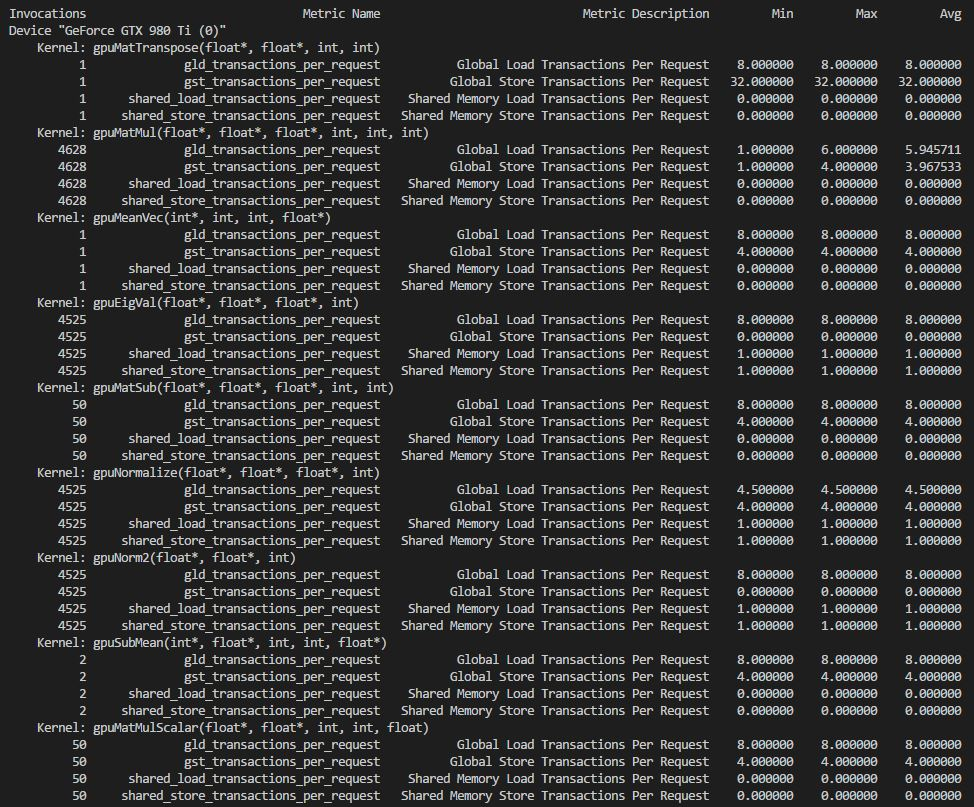 Invocations Metric Name Metric Description Min Max Avg
Device "GeForce GTX 980 Ti (0)"
Kernel: gpuMatTranspose(float*, float*, int, int)
1 gld_transactions_per_request Global Load Transactions Per Request 8.000000 8.000000 8.000000
1 gst_transactions_per_request Global Store Transactions Per Request 32.000000 32.000000 32.000000
1 shared_load_transactions_per_request Shared Memory Load Transactions Per Request 0.000000 0.000000 0.000000
1 shared_store_transactions_per_request Shared Memory Store Transactions Per Request 0.000000 0.000000 0.000000
Kernel: gpuMatMul(float*, float*, float*, int, int, int)
4628 gld_transactions_per_request Global Load Transactions Per Request 1.000000 6.000000 5.945711
4628 gst_transactions_per_request Global Store Transactions Per Request 1.000000 4.000000 3.967533
4628 shared_load_transactions_per_request Shared Memory Load Transactions Per Request 0.000000 0.000000 0.000000
4628 shared_store_transactions_per_request Shared Memory Store Transactions Per Request 0.000000 0.000000 0.000000
Kernel: gpuMeanVec(int*, int, int, float*)
1 gld_transactions_per_request Global Load Transactions Per Request 8.000000 8.000000 8.000000
1 gst_transactions_per_request Global Store Transactions Per Request 4.000000 4.000000 4.000000
1 shared_load_transactions_per_request Shared Memory Load Transactions Per Request 0.000000 0.000000 0.000000
1 shared_store_transactions_per_request Shared Memory Store Transactions Per Request 0.000000 0.000000 0.000000
Kernel: gpuEigVal(float*, float*, float*, int)
4525 gld_transactions_per_request Global Load Transactions Per Request 8.000000 8.000000 8.000000
4525 gst_transactions_per_request Global Store Transactions Per Request 0.000000 0.000000 0.000000
4525 shared_load_transactions_per_request Shared Memory Load Transactions Per Request 1.000000 1.000000 1.000000
4525 shared_store_transactions_per_request Shared Memory Store Transactions Per Request 1.000000 1.000000 1.000000
Kernel: gpuMatSub(float*, float*, float*, int, int)
50 gld_transactions_per_request Global Load Transactions Per Request 8.000000 8.000000 8.000000
50 gst_transactions_per_request Global Store Transactions Per Request 4.000000 4.000000 4.000000
50 shared_load_transactions_per_request Shared Memory Load Transactions Per Request 0.000000 0.000000 0.000000
50 shared_store_transactions_per_request Shared Memory Store Transactions Per Request 0.000000 0.000000 0.000000
Kernel: gpuNormalize(float*, float*, float*, int)
4525 gld_transactions_per_request Global Load Transactions Per Request 4.500000 4.500000 4.500000
4525 gst_transactions_per_request Global Store Transactions Per Request 4.000000 4.000000 4.000000
4525 shared_load_transactions_per_request Shared Memory Load Transactions Per Request 1.000000 1.000000 1.000000
4525 shared_store_transactions_per_request Shared Memory Store Transactions Per Request 1.000000 1.000000 1.000000
Kernel: gpuNorm2(float*, float*, int)
4525 gld_transactions_per_request Global Load Transactions Per Request 8.000000 8.000000 8.000000
4525 gst_transactions_per_request Global Store Transactions Per Request 0.000000 0.000000 0.000000
4525 shared_load_transactions_per_request Shared Memory Load Transactions Per Request 1.000000 1.000000 1.000000
4525 shared_store_transactions_per_request Shared Memory Store Transactions Per Request 1.000000 1.000000 1.000000
Kernel: gpuSubMean(int*, float*, int, int, float*)
2 gld_transactions_per_request Global Load Transactions Per Request 8.000000 8.000000 8.000000
2 gst_transactions_per_request Global Store Transactions Per Request 4.000000 4.000000 4.000000
2 shared_load_transactions_per_request Shared Memory Load Transactions Per Request 0.000000 0.000000 0.000000
2 shared_store_transactions_per_request Shared Memory Store Transactions Per Request 0.000000 0.000000 0.000000
Kernel: gpuMatMulScalar(float*, float*, int, int, float)
50 gld_transactions_per_request Global Load Transactions Per Request 8.000000 8.000000 8.000000
50 gst_transactions_per_request Global Store Transactions Per Request 4.000000 4.000000 4.000000
50 shared_load_transactions_per_request Shared Memory Load Transactions Per Request 0.000000 0.000000 0.000000
50 shared_store_transactions_per_request Shared Memory Store Transactions Per Request 0.000000 0.000000 0.000000